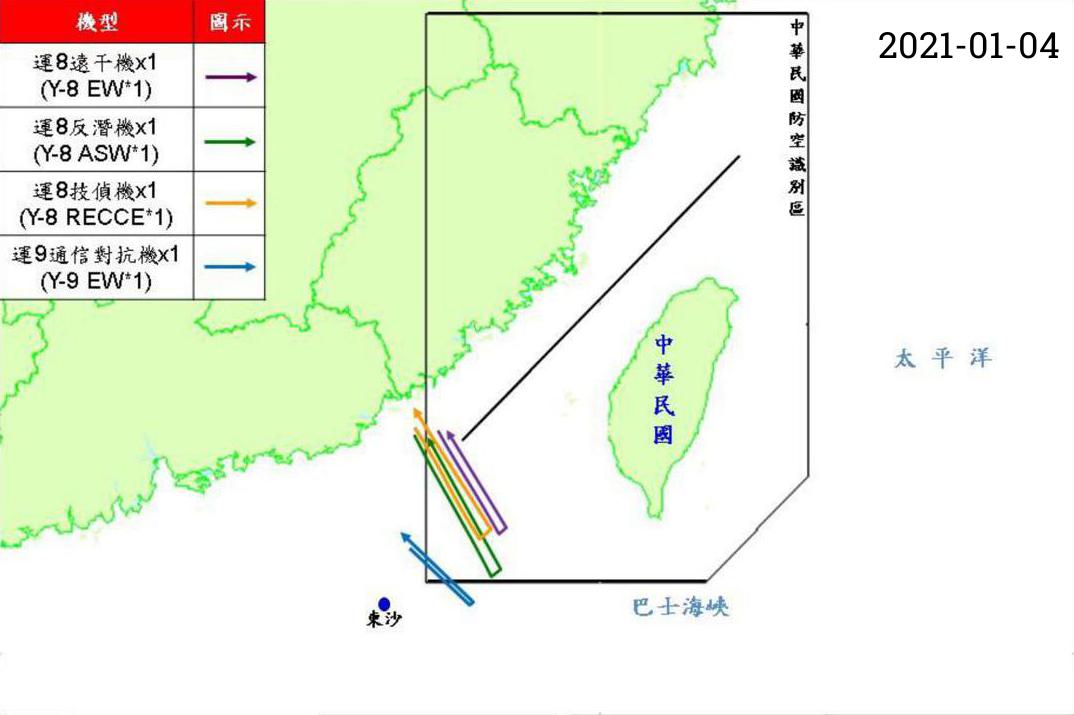 機型 圖示
運8遠干機x1
(Y-8 EW*1)
運8反潛機x1
(Y-8 ASW*1)
運8技偵機x1
(Y-8 RECCE*1)
運9通信對抗機x1
(Y-9 EW*1)
2021-01-04
中華民國防空識別區
中華民國
太平洋
巴士海峽
東沙